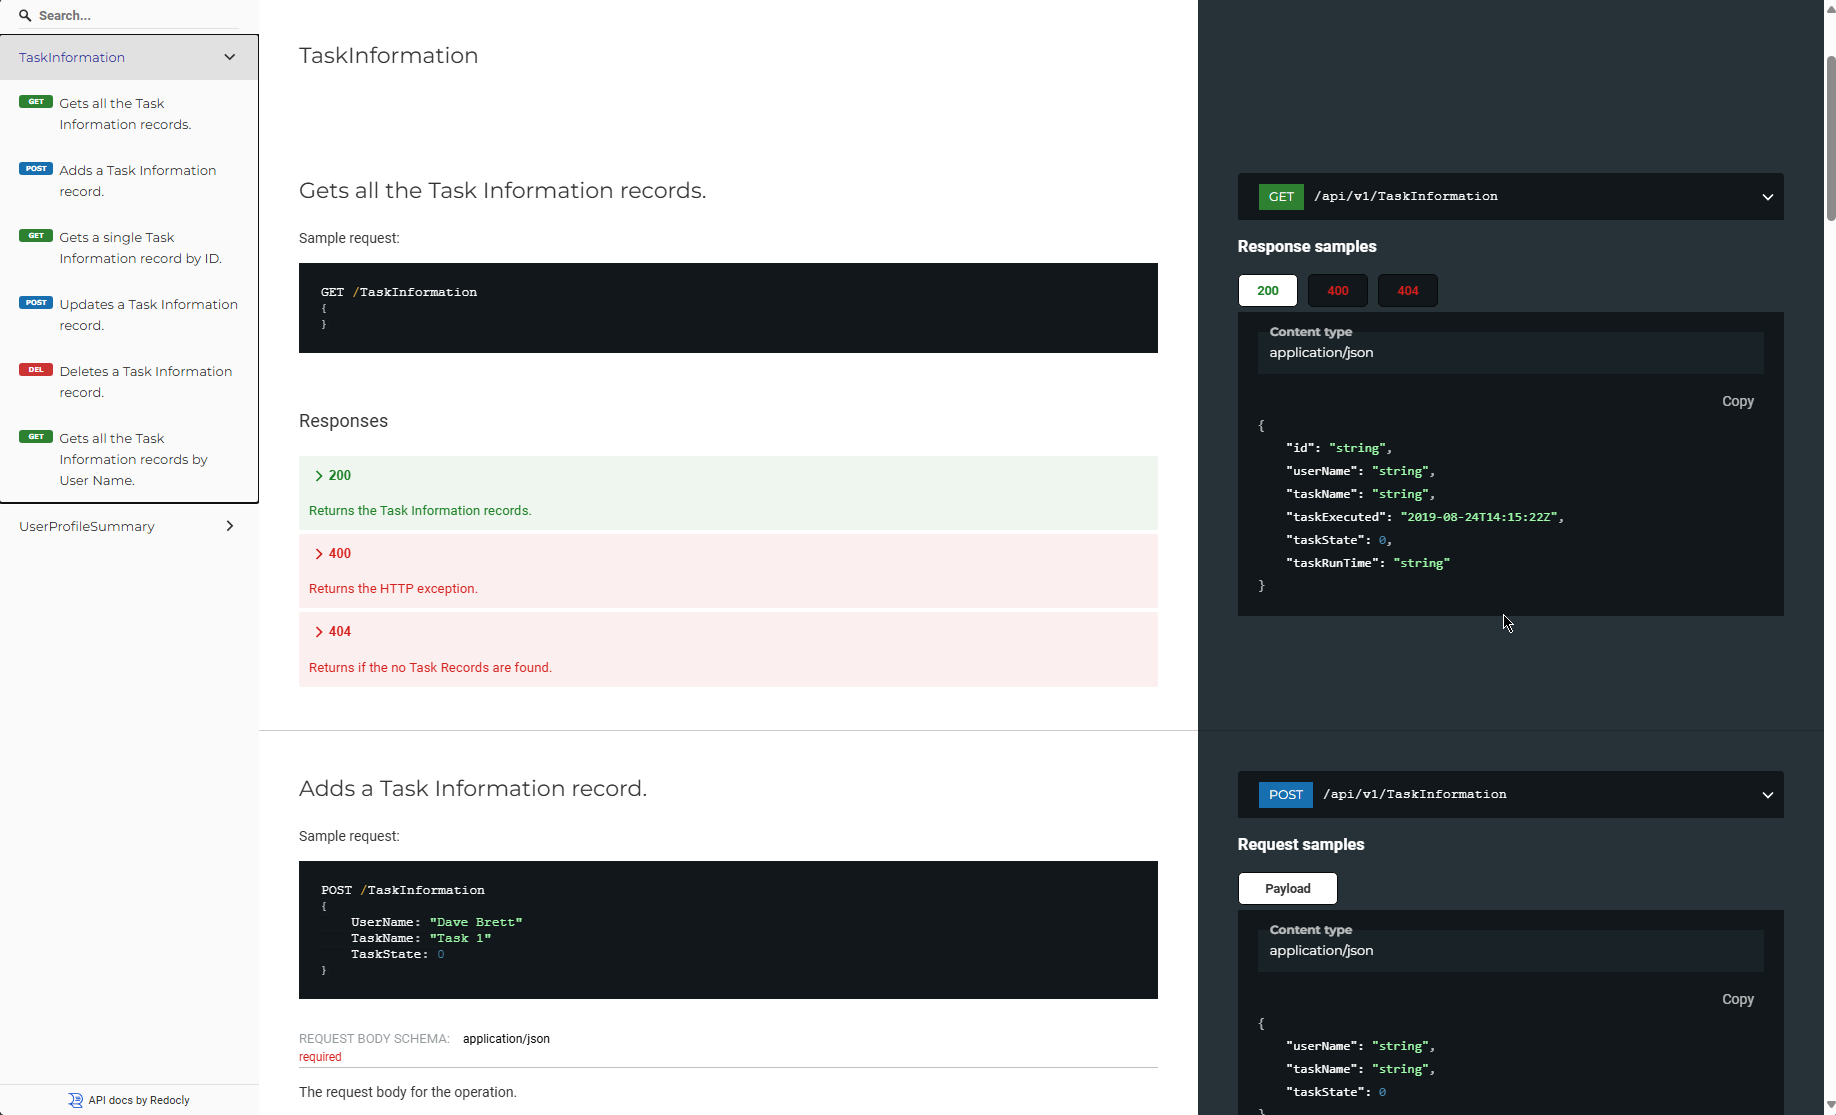 Search...
TaskInformation
GET Gets all the Task
Information records.
POST Adds a Task Information
record.
GET Gets a single Task
Information record by ID.
POST Updates a Task Information
record.
DEL Deletes a Task Information
record.
GET Gets all the Task
Information records by
User Name.
UserProfileSummary
API docs by Redocly
TaskInformation
Gets all the Task Information records.
Sample request:
GET /TaskInformation
{
}
Responses
200
Returns the Task Information records.
400
Returns the HTTP exception.
404
Returns if the no Task Records are found.
Adds a Task Information record.
Sample request:
POST /TaskInformation
{
UserName: "Dave Brett"
TaskName: "Task 1"
TaskState: 0
}
REQUEST BODY SCHEMA: application/json
required
The request body for the operation.
GET /api/v1/TaskInformation
Response samples
200 400 404
Content type
application/json
Copy
{
"id": "string",
"userName": "string",
"taskName": "string",
"taskExecuted": "2019-08-24T14:15:22Z",
"taskState": 0,
"taskRunTime": "string"
}
POST /api/v1/TaskInformation
Request samples
Payload
Content type
application/json
Copy
{
"userName": "string",
"taskName": "string",
"taskState": 0
}